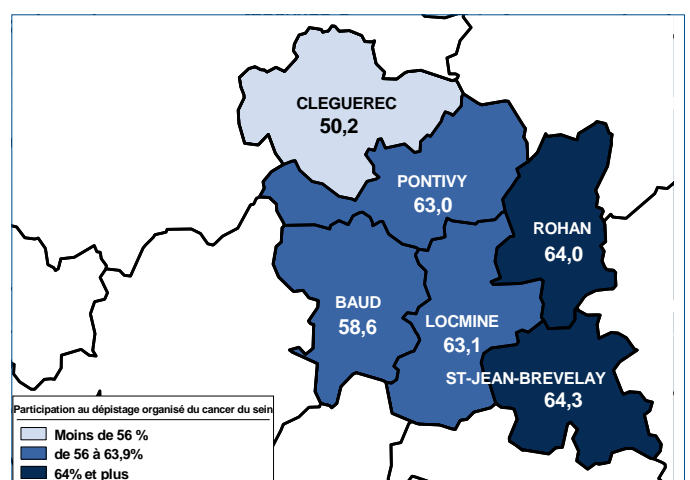 CLEGUEREC
50,2
PONTIVY
63,0
ROHAN
64,0
BAUD
58,6
LOCMINE
63,1
ST-JEAN-BREVELAY
64,3
Participation au dépistage organisé du cancer du sein
Moins de 56 %
de 56 à 63,9%
64% et plus